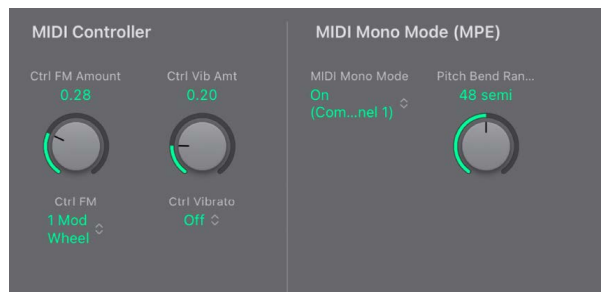 MIDI Controller
Ctrl FM Amount
0.28
Ctrl Vib Amt
0.20
Ctrl FM
1 Mod
Wheel
Ctrl Vibrato
Off
MIDI Mono Mode (MPE)
MIDI Mono Mode
On
(Com...nel 1)
Pitch Bend Ran...
48 semi